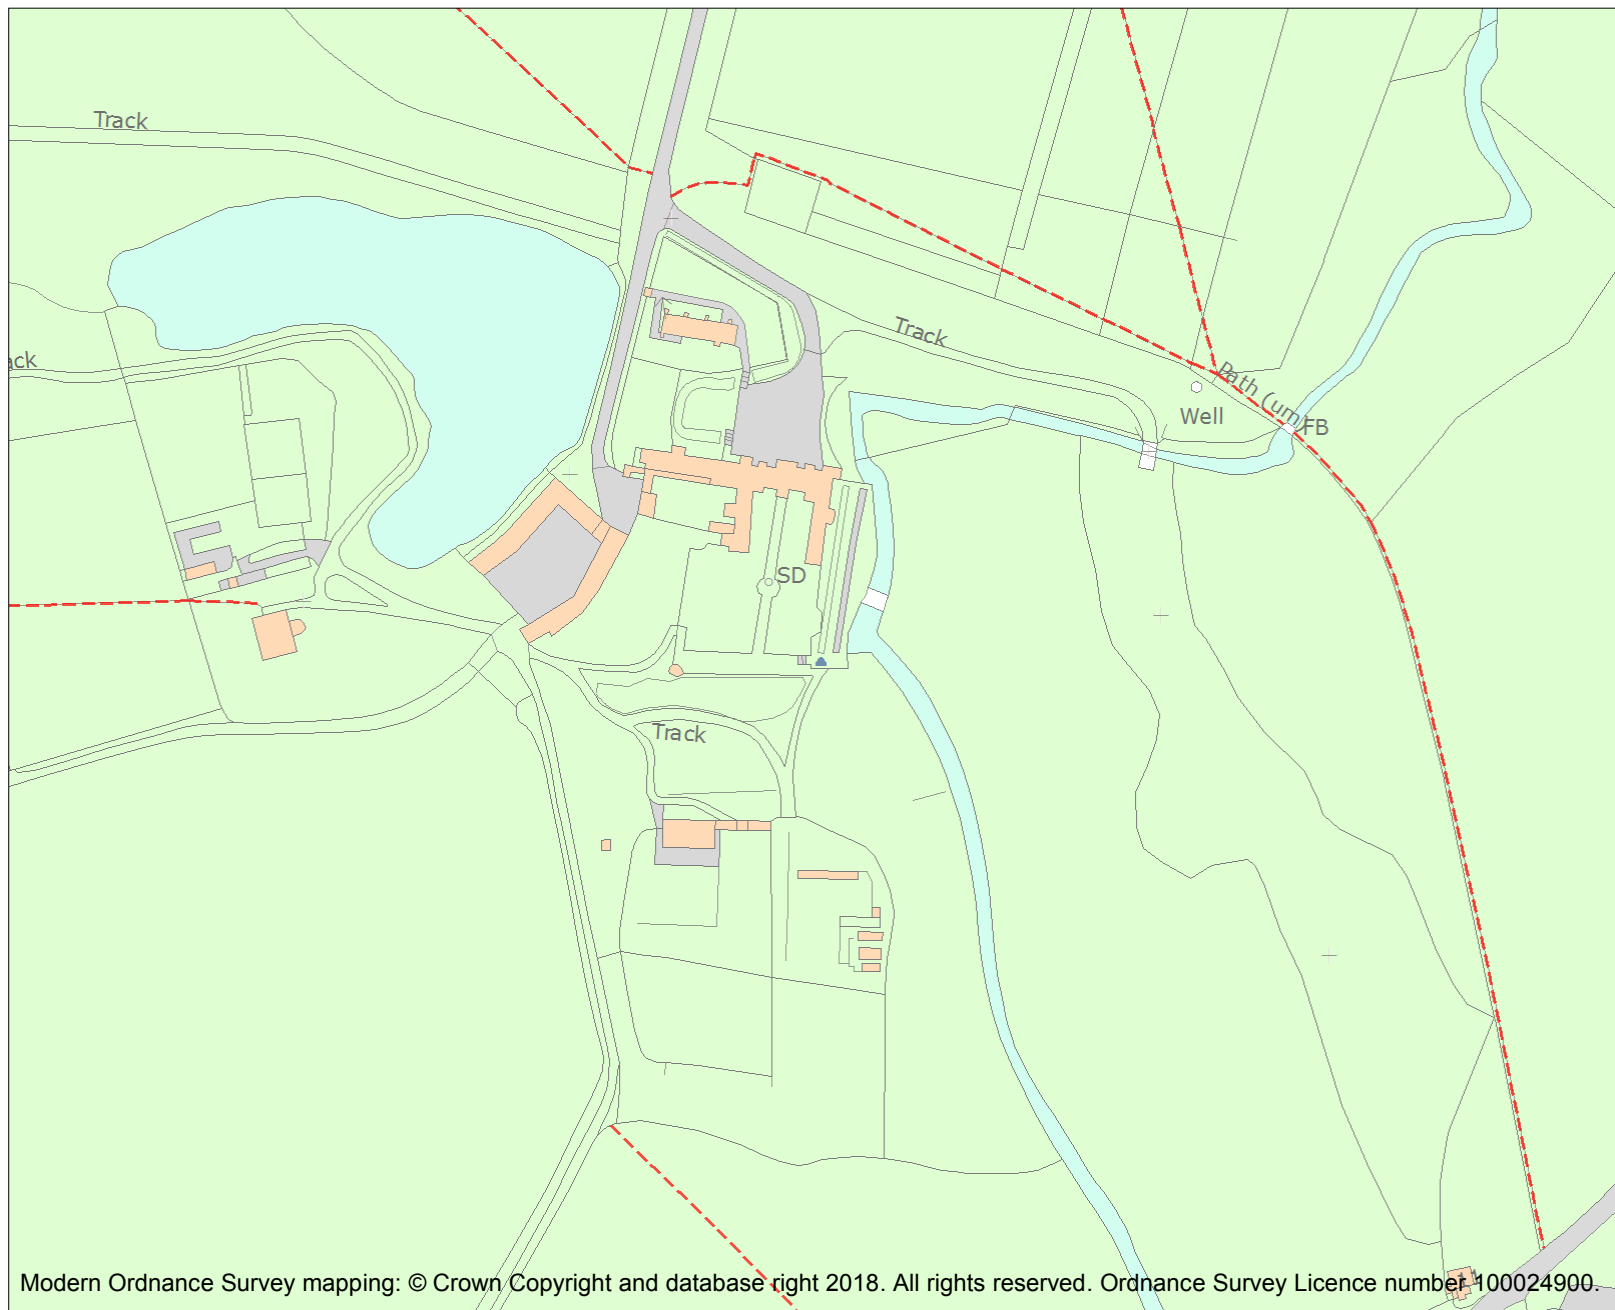 Track
Track
ack
Path (um)
Well
FB
SD
Track
Modern Ordnance Survey mapping: © Crown Copyright and database right 2018. All rights reserved. Ordnance Survey Licence number 100024900.